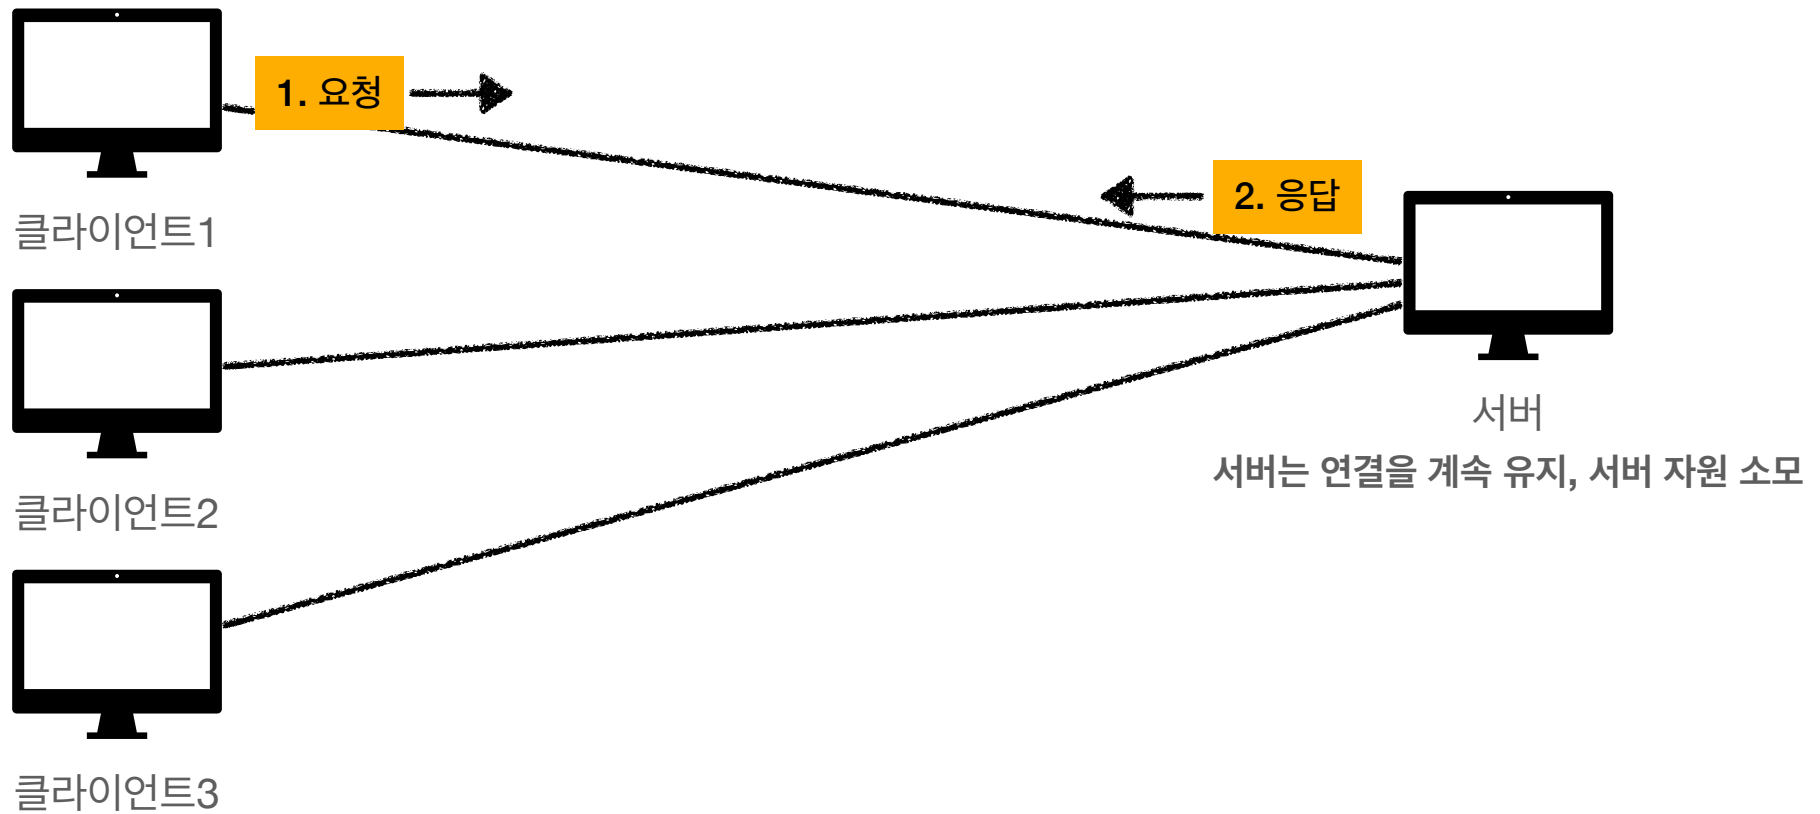 1. 요청
클라이언트1
2. 응답
클라이언트2
서버
서버는 연결을 계속 유지, 서버 자원 소모
클라이언트3